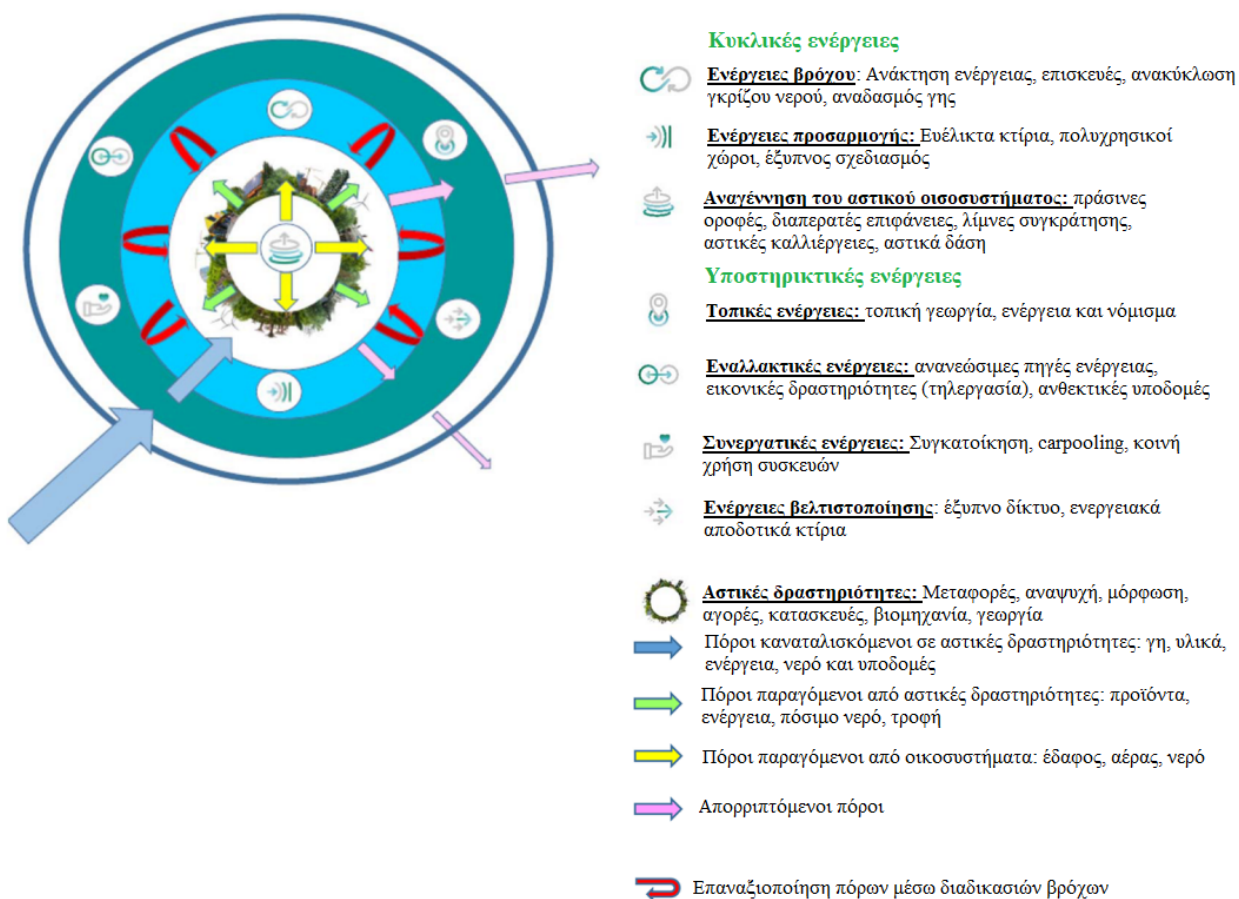 Κυκλικές ενέργειες
Ενέργειες βρόχου: Ανάκτηση ενέργειας, επισκευές, ανακύκλωση
γκρίζου νερού, αναδασμός γης
Ενέργειες προσαρμογής: Ευέλικτα κτίρια, πολυχρησικοί
χώροι, έξυπνος σχεδιασμός
Αναγέννηση του αστικού οισοσυστήματος: πράσινες
οροφές, διαπερατές επιφάνειες, λίμνες συγκράτησης,
αστικές καλλιέργειες, αστικά δάση
Υποστηρικτικές ενέργειες
Τοπικές ενέργειες: τοπική γεωργία, ενέργεια και νόμισμα
Εναλλακτικές ενέργειες: ανανεώσιμες πηγές ενέργειας,
εικονικές δραστηριότητες (τηλεργασία), ανθεκτικές υποδομές
Συνεργατικές ενέργειες: Συγκατοίκηση, carpooling, κοινή
χρήση συσκευών
Ενέργειες βελτιστοποίησης: έξυπνο δίκτυο, ενεργειακά
αποδοτικά κτίρια
Αστικές δραστηριότητες: Μεταφορές, αναψυχή, μόρφωση,
αγορές, κατασκευές, βιομηχανία, γεωργία
Πόροι καναταλισκόμενοι σε αστικές δραστηριότητες: γη, υλικά,
ενέργεια, νερό και υποδομές
Πόροι παραγόμενοι από αστικές δραστηριότητες: προϊόντα,
ενέργεια, πόσιμο νερό, τροφή
Πόροι παραγόμενοι από οικοσυστήματα: έδαφος, αέρας, νερό
Απορριπτόμενοι πόροι
Επαναξιοποίηση πόρων μέσω διαδικασιών βρόχων